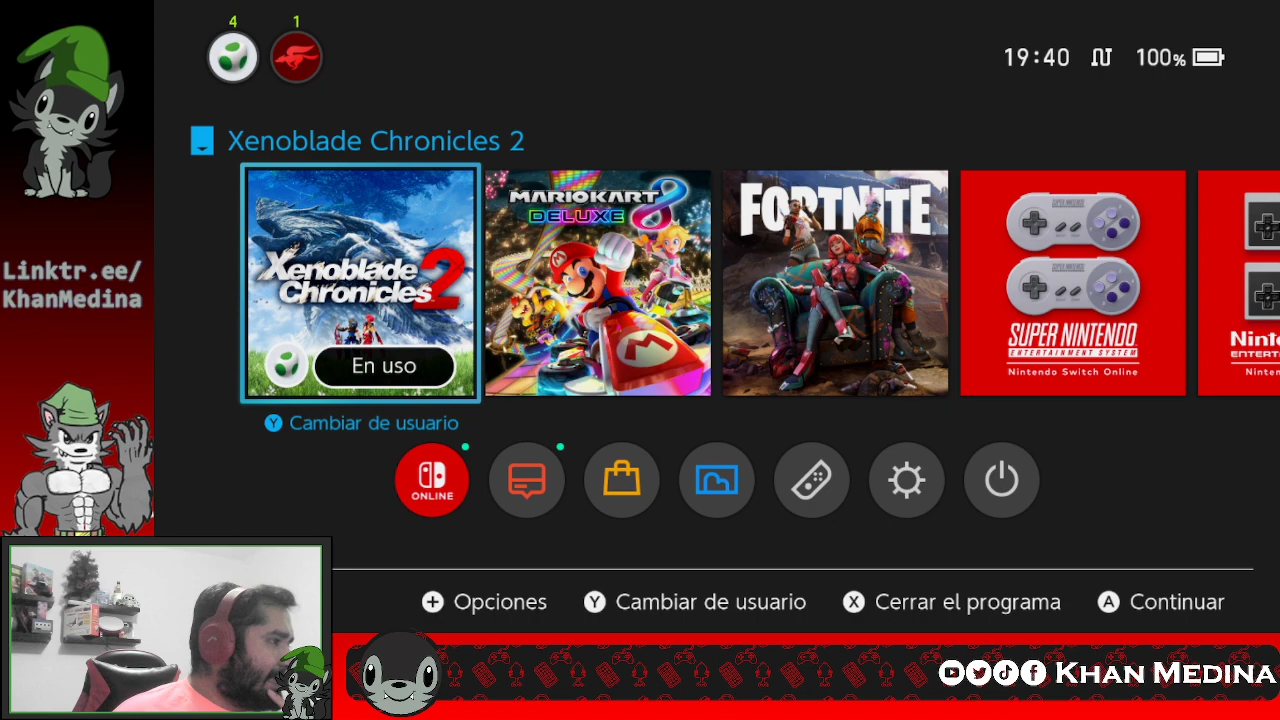 4
1
19:40
100%
Xenoblade Chronicles 2
Xenoblade
Chronicles 2
En uso
MARIOKART 8
DELUXE
FORTNITE
SUPER NINTENDO
ENTERTAINMENT SYSTEM
Nintendo Switch Online
Y Cambiar de usuario
Linktr.ee/
KhanMedina
ONLINE
+ Opciones
Y Cambiar de usuario
X Cerrar el programa
A Continuar
KHAN MEDINA